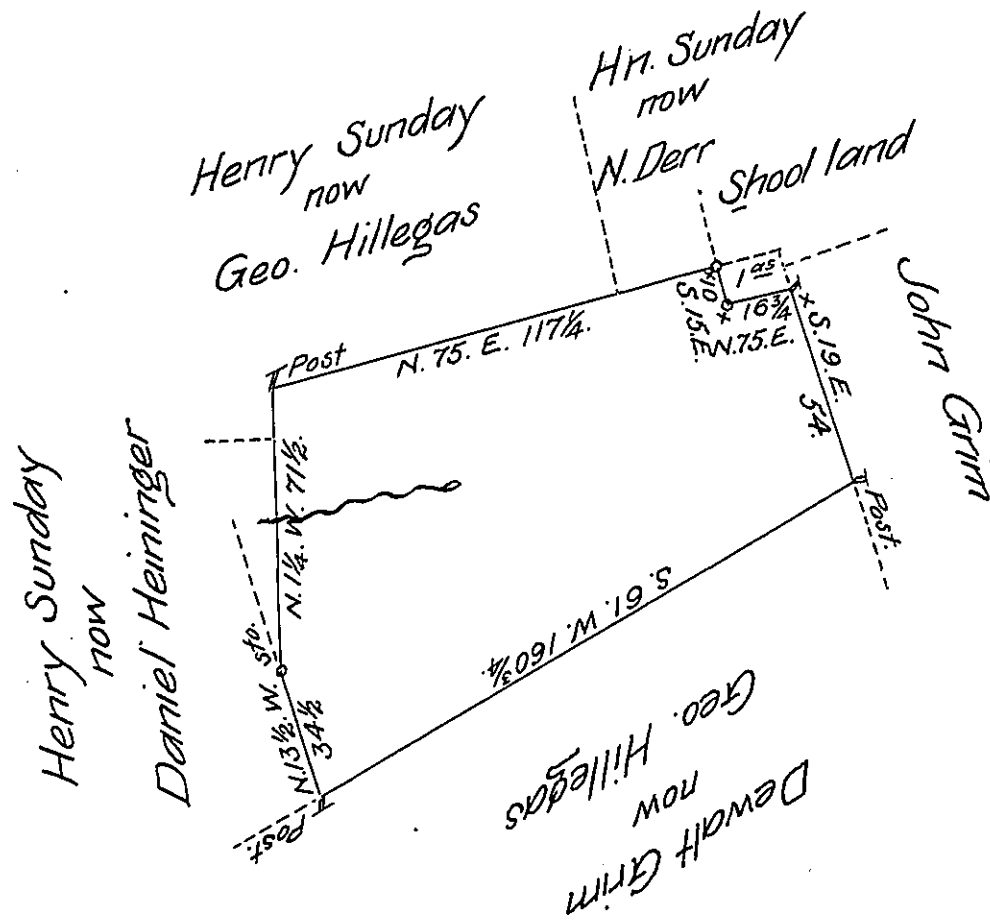 Hn. Sunday
now
N. Derr
Henry Sunday
now
Geo. Hillegas
Shool land
1 as
John Grim
Post
N. 75. E. 117¼.
×10
S. 15. E.
×
16¾
N. 75. E.
× S. 19. E.
54.
Post.
S. 61. W. 160¾
Dewalt Grim
now
Geo. Hillegas
Post.
N. 13½. W.
34½
Sto.
N. 1¼. W. 71½.
Henry Sunday
now
Daniel Heininger